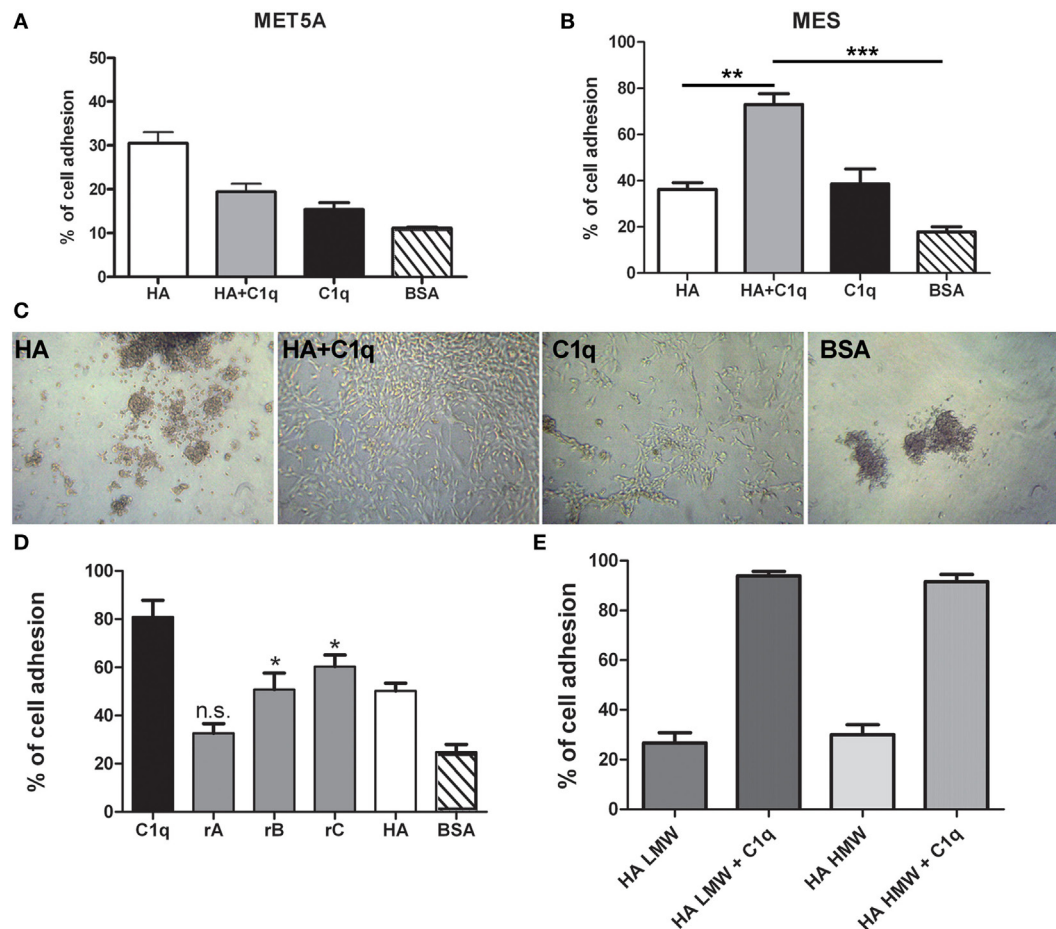 A
MET5A
% of cell adhesion
50
40
30
20
10
0
HA
HA+C1q
C1q
BSA
B
MES
% of cell adhesion
100
80
60
40
20
0
**
***
HA
HA+C1q
C1q
BSA
C
HA
HA+C1q
C1q
BSA
D
% of cell adhesion
100
80
60
40
20
0
n.s.
*
*
C1q
rA
rB
rC
HA
BSA
E
% of cell adhesion
100
80
60
40
20
0
HA LMW
HA LMW + C1q
HA HMW
HA HMW + C1q